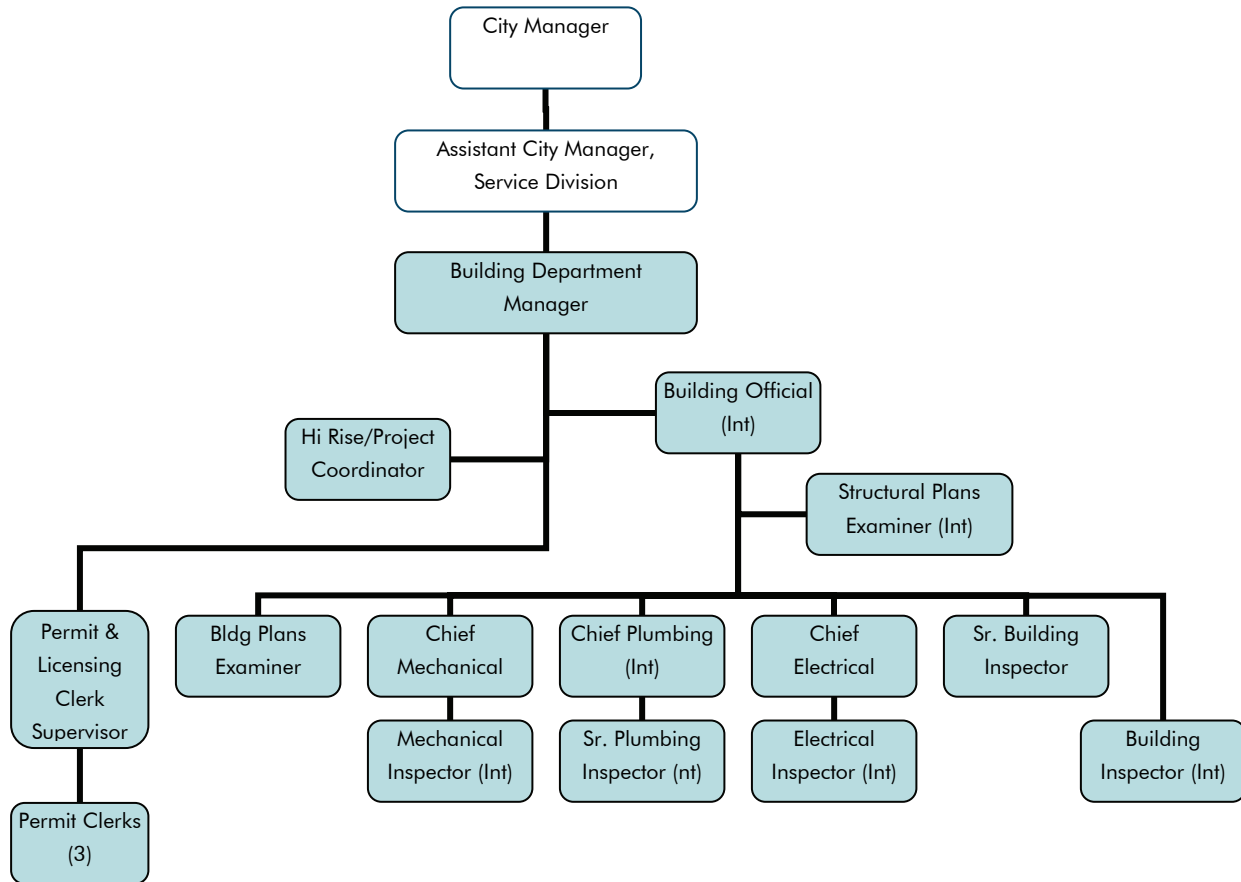 City Manager
Assistant City Manager,
Service Division
Building Department
Manager
Building Official
(Int)
Hi Rise/Project
Coordinator
Structural Plans
Examiner (Int)
Permit &
Licensing
Clerk
Supervisor
Bldg Plans
Examiner
Chief
Mechanical
Chief Plumbing
(Int)
Chief
Electrical
Sr. Building
Inspector
Mechanical
Inspector (Int)
Sr. Plumbing
Inspector (nt)
Electrical
Inspector (Int)
Building
Inspector (Int)
Permit Clerks
(3)